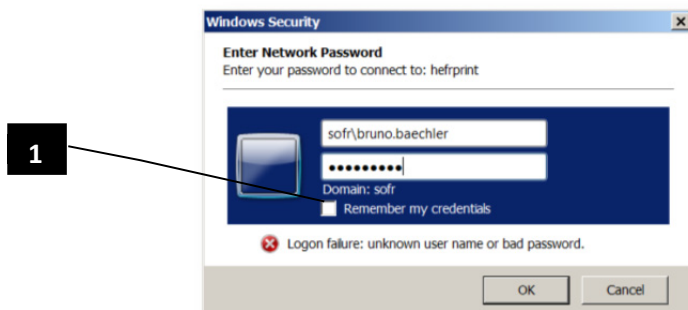 Windows Security
Enter Network Password
Enter your password to connect to: hefrprint
1
sofr\bruno.baechler
•••••••••
Domain: sofr
Remember my credentials
Logon failure: unknown user name or bad password.
OK Cancel